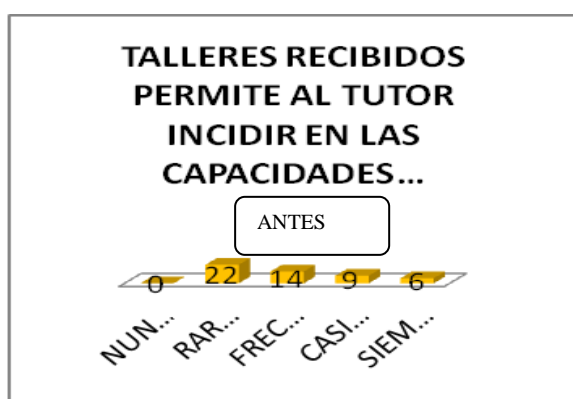 TALLERES RECIBIDOS
PERMITE AL TUTOR
INCIDIR EN LAS
CAPACIDADES...
ANTES
0 22 14 9 6
NUN... RAR... FREC... CASI... SIEM...